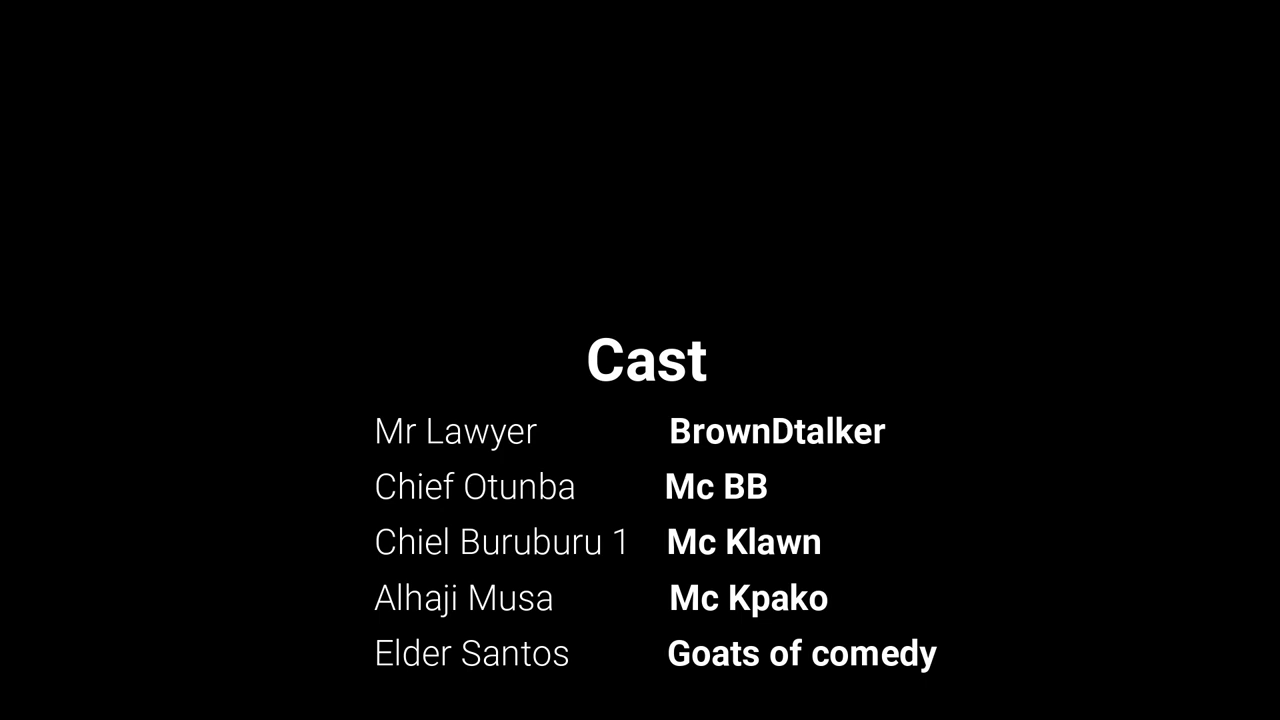 Cast
Mr Lawyer BrownDtalker
Chief Otunba Mc BB
Chiel Buruburu 1 Mc Klawn
Alhaji Musa Mc Kpako
Elder Santos Goats of comedy